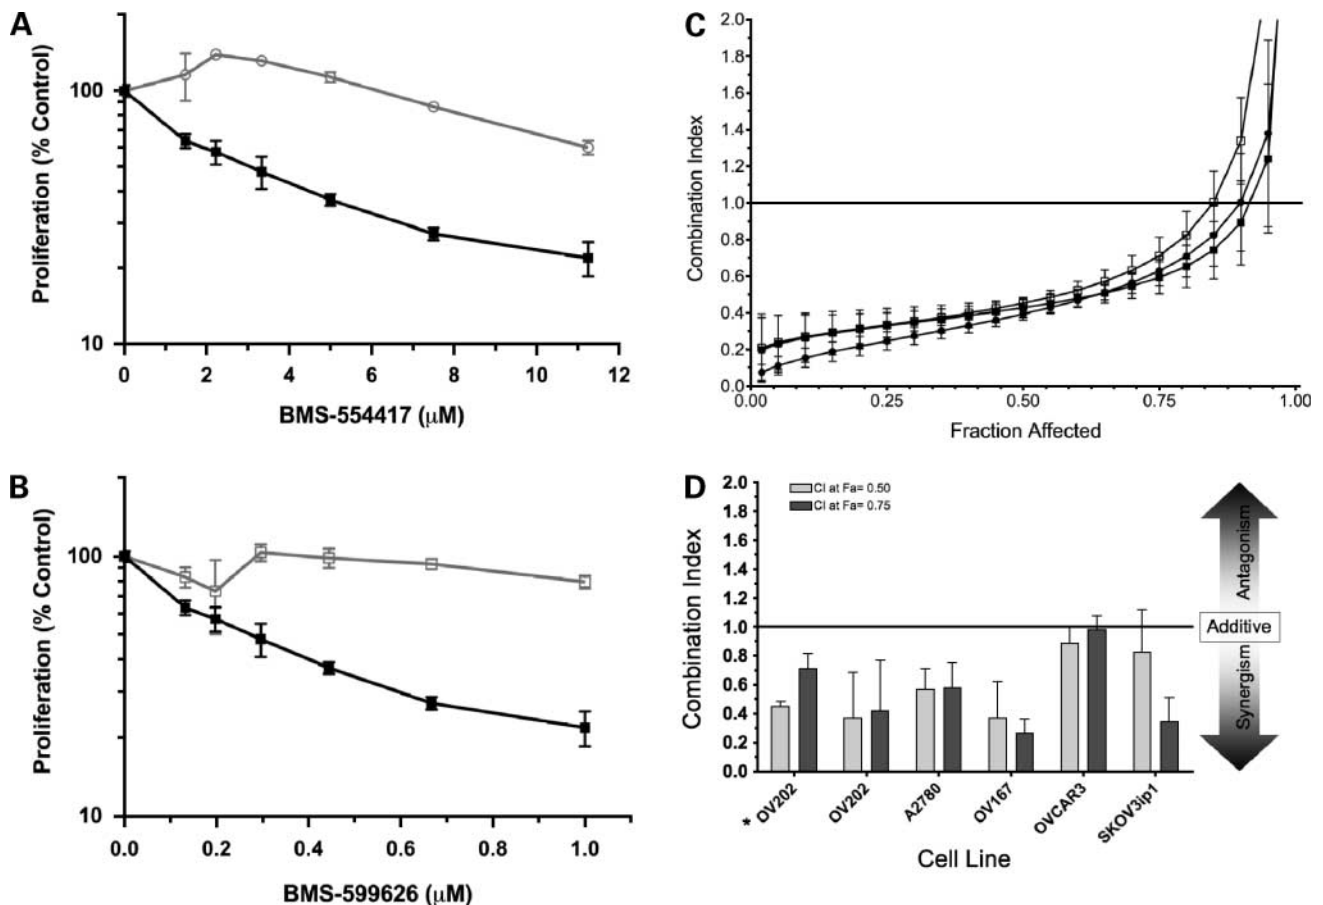 A
Proliferation (% Control)
100
10
0 2 4 6 8 10 12
BMS-554417 (μM)
B
Proliferation (% Control)
100
10
0.0 0.2 0.4 0.6 0.8 1.0
BMS-599626 (μM)
C
Combination Index
2.0
1.8
1.6
1.4
1.2
1.0
0.8
0.6
0.4
0.2
0.0
0.00 0.25 0.50 0.75 1.00
Fraction Affected
D
Combination Index
2.0
1.8
1.6
1.4
1.2
1.0
0.8
0.6
0.4
0.2
0.0
CI at Fa= 0.50
CI at Fa= 0.75
* OV202
OV202
A2780
OV167
OVCAR3
SKOV3ip1
Cell Line
Antagonism
Additive
Synergism